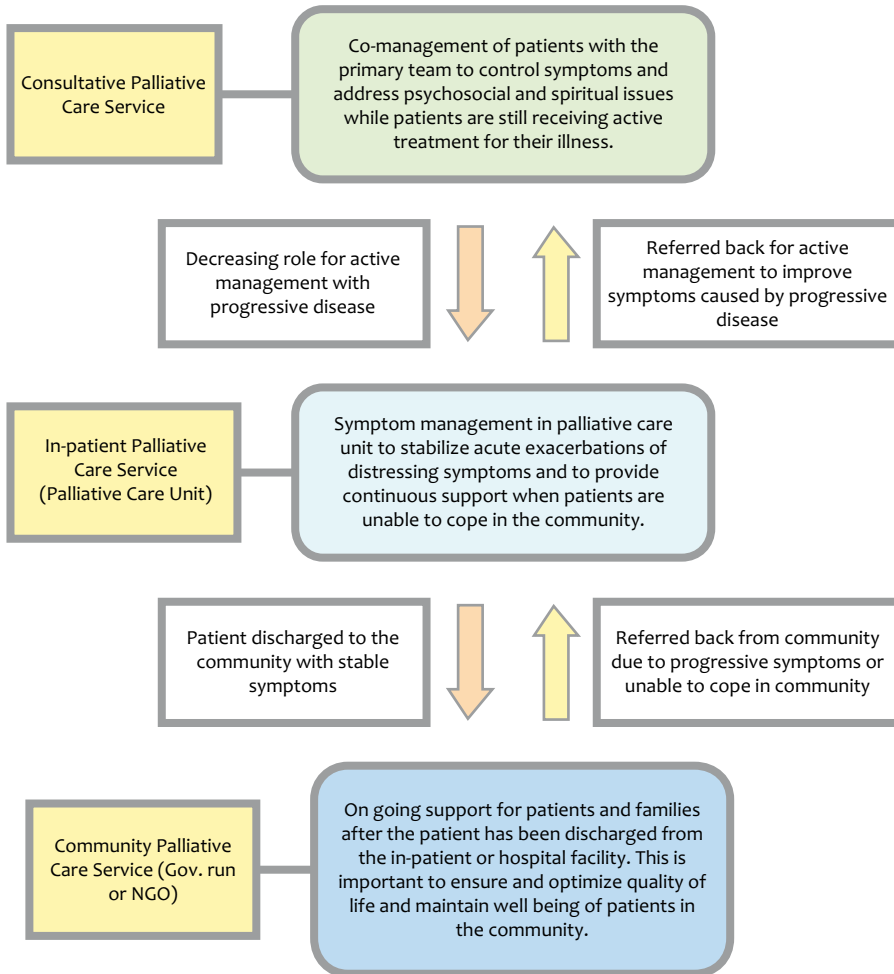 Consultative Palliative
Care Service
Co-management of patients with the
primary team to control symptoms and
address psychosocial and spiritual issues
while patients are still receiving active
treatment for their illness.
Decreasing role for active
management with
progressive disease
Referred back for active
management to improve
symptoms caused by progressive
disease
In-patient Palliative
Care Service
(Palliative Care Unit)
Symptom management in palliative care
unit to stabilize acute exacerbations of
distressing symptoms and to provide
continuous support when patients are
unable to cope in the community.
Patient discharged to the
community with stable
symptoms
Referred back from community
due to progressive symptoms or
unable to cope in community
Community Palliative
Care Service (Gov. run
or NGO)
On going support for patients and families
after the patient has been discharged from
the in-patient or hospital facility. This is
important to ensure and optimize quality of
life and maintain well being of patients in
the community.